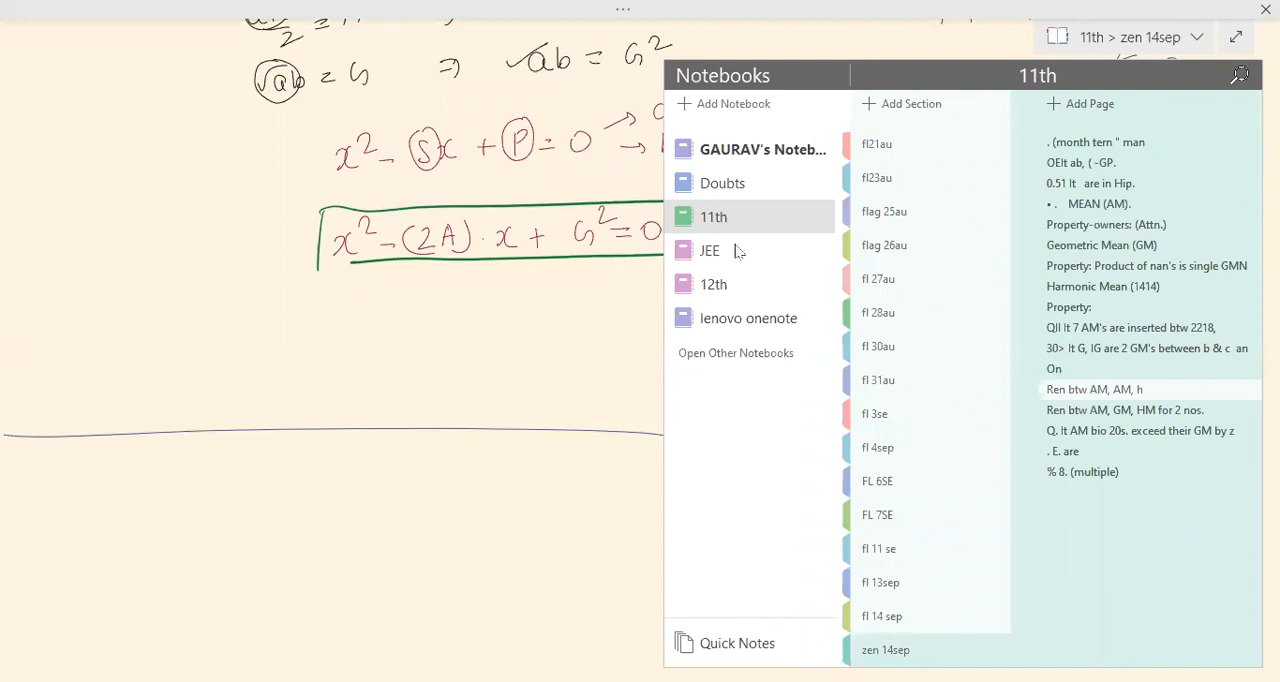 11th > zen 14sep
2
√ab = G ⇒ √ab = G²
x² - Sx + P = 0
x² - (2A) · x + G² = 0
Notebooks
11th
Add Notebook
GAURAV's Noteb...
Doubts
11th
JEE
12th
lenovo onenote
Open Other Notebooks
Quick Notes
Add Section
fl21au
fl23au
flag 25au
flag 26au
fl 27au
fl 28au
fl 30au
fl 31au
fl 3se
fl 4sep
FL 6SE
FL 7SE
fl 11 se
fl 13sep
fl 14 sep
zen 14sep
Add Page
. (month tern " man
OEIt ab, ( -GP.
0.51 It are in Hip.
• . MEAN (AM).
Property-owners: (Attn.)
Geometric Mean (GM)
Property: Product of nan's is single GMN
Harmonic Mean (1414)
Property:
QII It 7 AM's are inserted btw 2218,
30> It G, IG are 2 GM's between b & c an
On
Ren btw AM, AM, h
Ren btw AM, GM, HM for 2 nos.
Q. It AM bio 20s. exceed their GM by z
. E. are
% 8. (multiple)